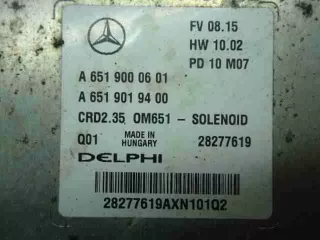 FV 08.15
HW 10.02
PD 10 M07
A 651 900 06 01
A 651 901 94 00
CRD2.35 OM651 - SOLENOID
Q01 MADE IN HUNGARY 28277619
DELPHI
28277619AXN101Q2